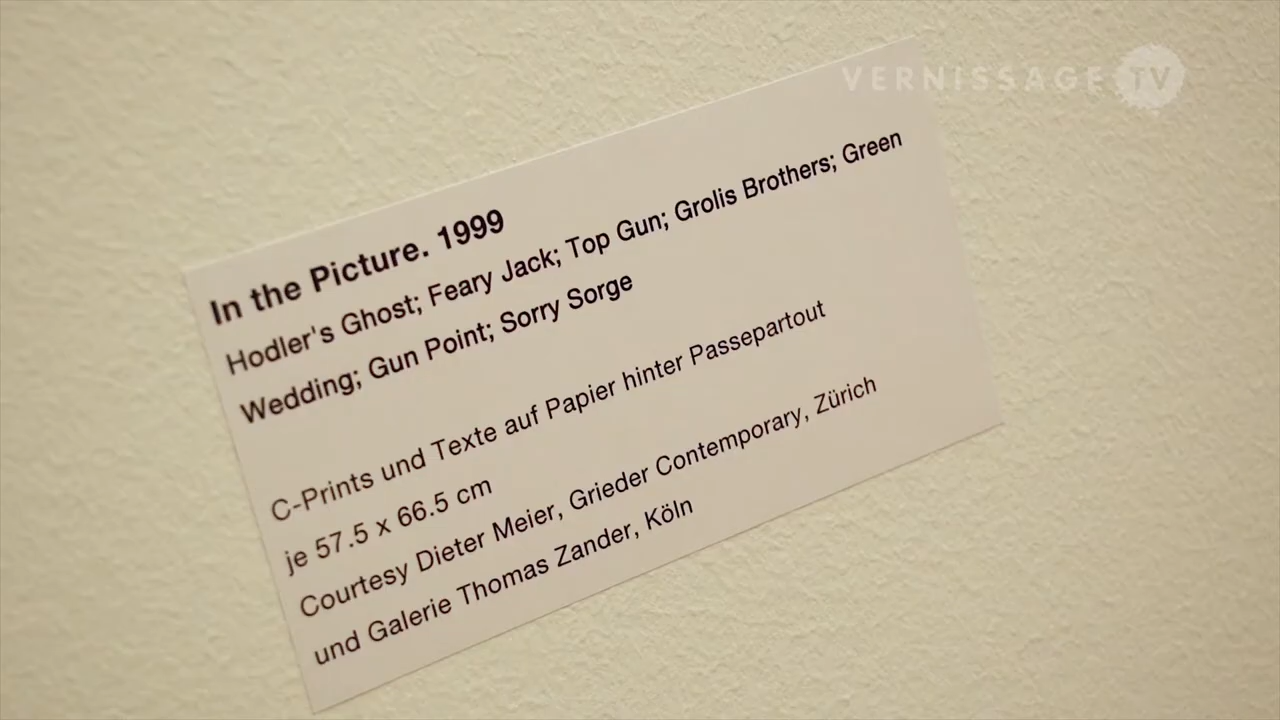 VERNISSAGE TV
In the Picture. 1999
Hodler's Ghost; Feary Jack; Top Gun; Grolis Brothers; Green
Wedding; Gun Point; Sorry Sorge
C-Prints und Texte auf Papier hinter Passepartout
je 57.5 x 66.5 cm
Courtesy Dieter Meier, Grieder Contemporary, Zürich
und Galerie Thomas Zander, Köln